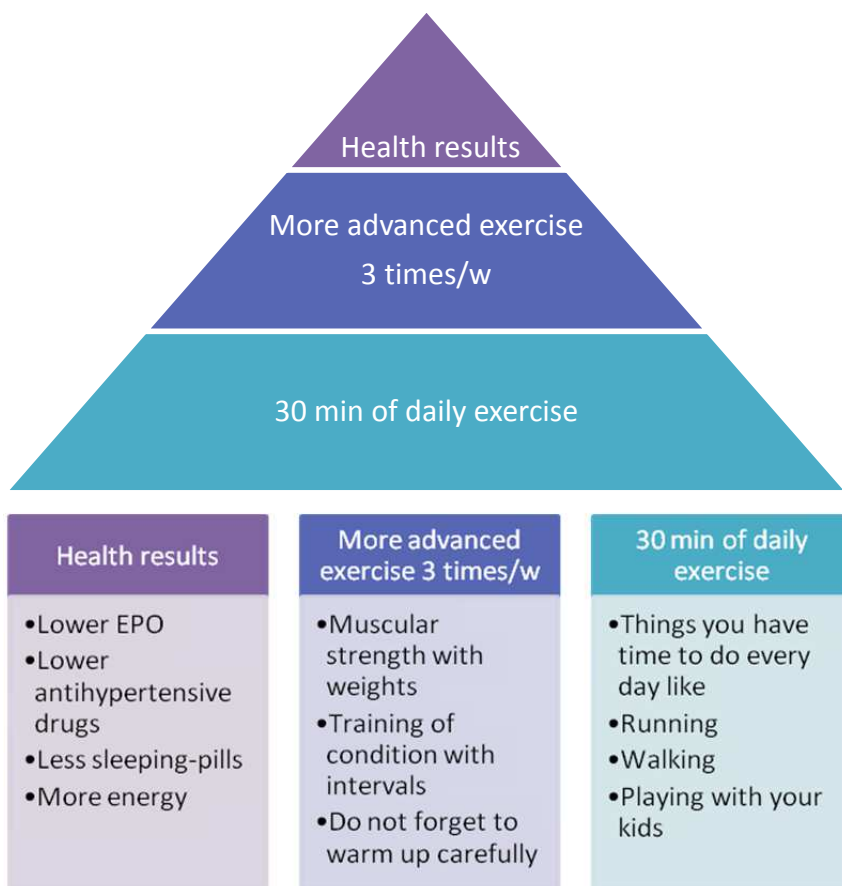 Health results
More advanced exercise
3 times/w
30 min of daily exercise
Health results
•Lower EPO
•Lower
antihypertensive
drugs
•Less sleeping-pills
•More energy
More advanced
exercise 3 times/w
•Muscular
strength with
weights
•Training of
condition with
intervals
•Do not forget to
warm up carefully
30 min of daily
exercise
•Things you have
time to do every
day like
•Running
•Walking
•Playing with your
kids